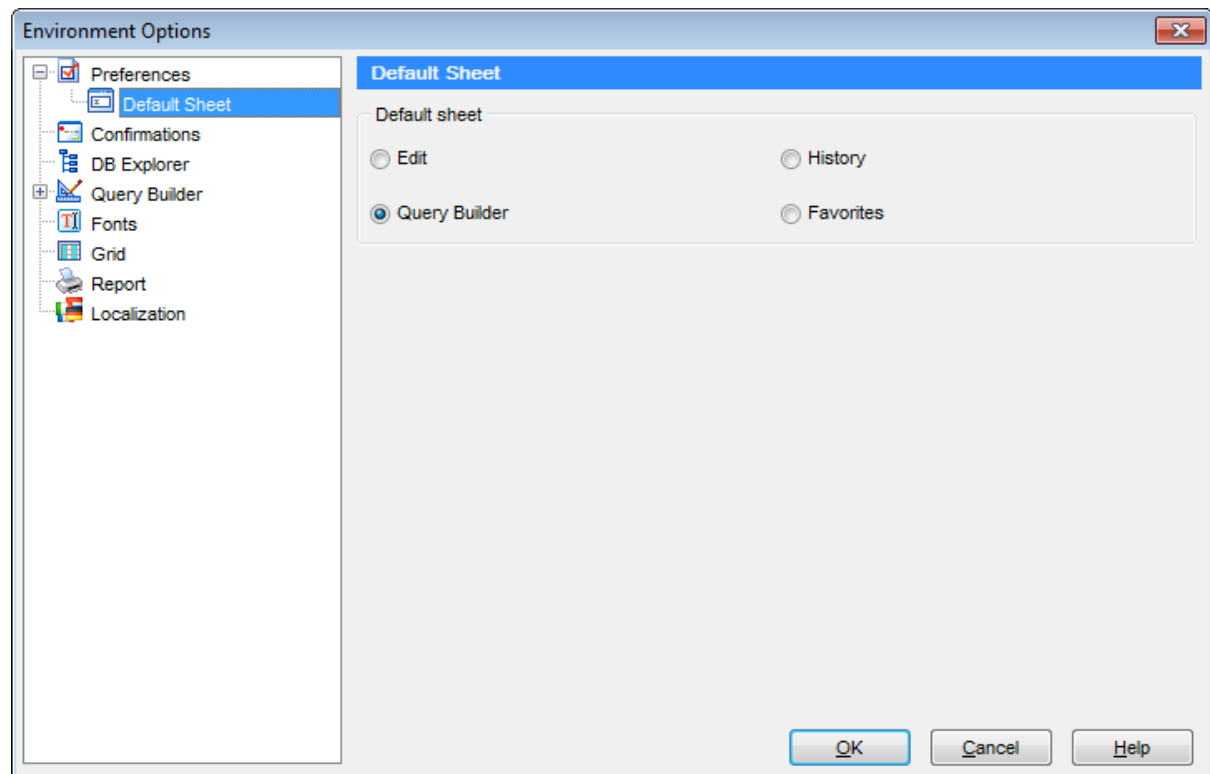 Environment Options
Preferences
Default Sheet
Confirmations
DB Explorer
Query Builder
Fonts
Grid
Report
Localization
Default Sheet
Default sheet
Edit
History
Query Builder
Favorites
OK
Cancel
Help